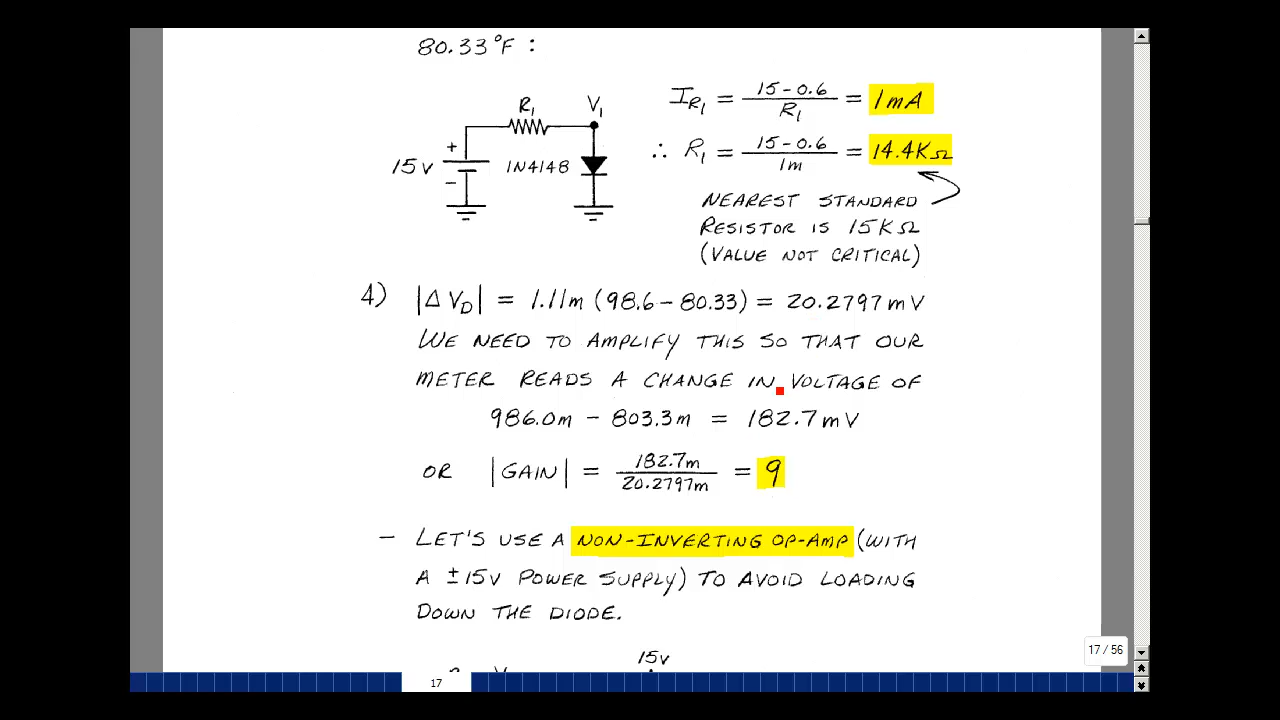 80.33°F :
I_R1 = 15 - 0.6 / R1 = 1mA
∴ R1 = 15 - 0.6 / 1m = 14.4KΩ
R1 V1
+
15V 1N4148
-
NEAREST STANDARD
RESISTOR IS 15KΩ
(VALUE NOT CRITICAL)
4) |ΔV_D| = 1.11m (98.6 - 80.33) = 20.2797mV
WE NEED TO AMPLIFY THIS SO THAT OUR
METER READS A CHANGE IN VOLTAGE OF
986.0m - 803.3m = 182.7mV
OR |GAIN| = 182.7m / 20.2797m = 9
- LET'S USE A NON-INVERTING OP-AMP (WITH
A ±15V POWER SUPPLY) TO AVOID LOADING
DOWN THE DIODE.
15V
17 / 56
17